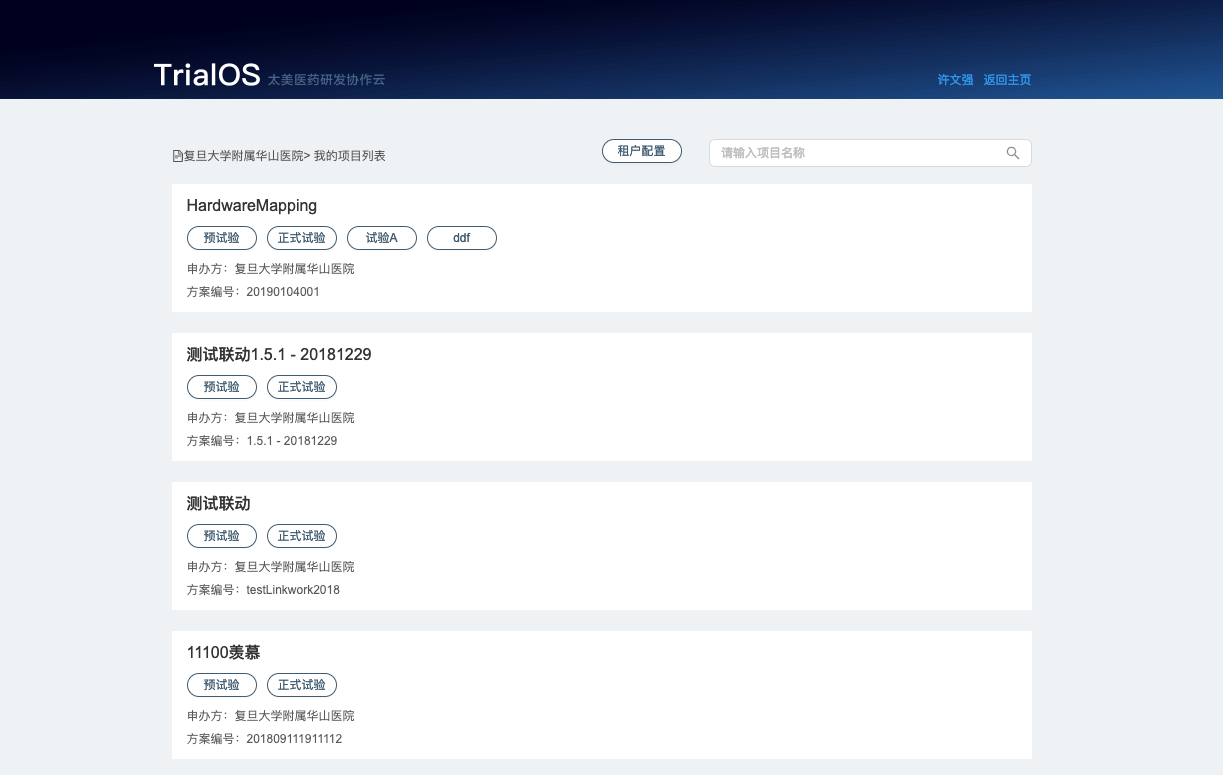 TrialOS 太美医药研发协作云
许文强 返回主页
复旦大学附属华山医院> 我的项目列表
租户配置
请输入项目名称
HardwareMapping
预试验 正式试验 试验A ddf
申办方：复旦大学附属华山医院
方案编号：20190104001
测试联动1.5.1 - 20181229
预试验 正式试验
申办方：复旦大学附属华山医院
方案编号：1.5.1 - 20181229
测试联动
预试验 正式试验
申办方：复旦大学附属华山医院
方案编号：testLinkwork2018
11100羡慕
预试验 正式试验
申办方：复旦大学附属华山医院
方案编号：201809111911112